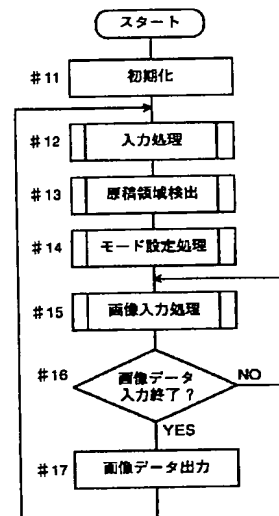 スタート
#11 初期化
#12 入力処理
#13 原稿領域検出
#14 モード設定処理
#15 画像入力処理
#16 画像データ
入力終了?
NO
YES
#17 画像データ出力